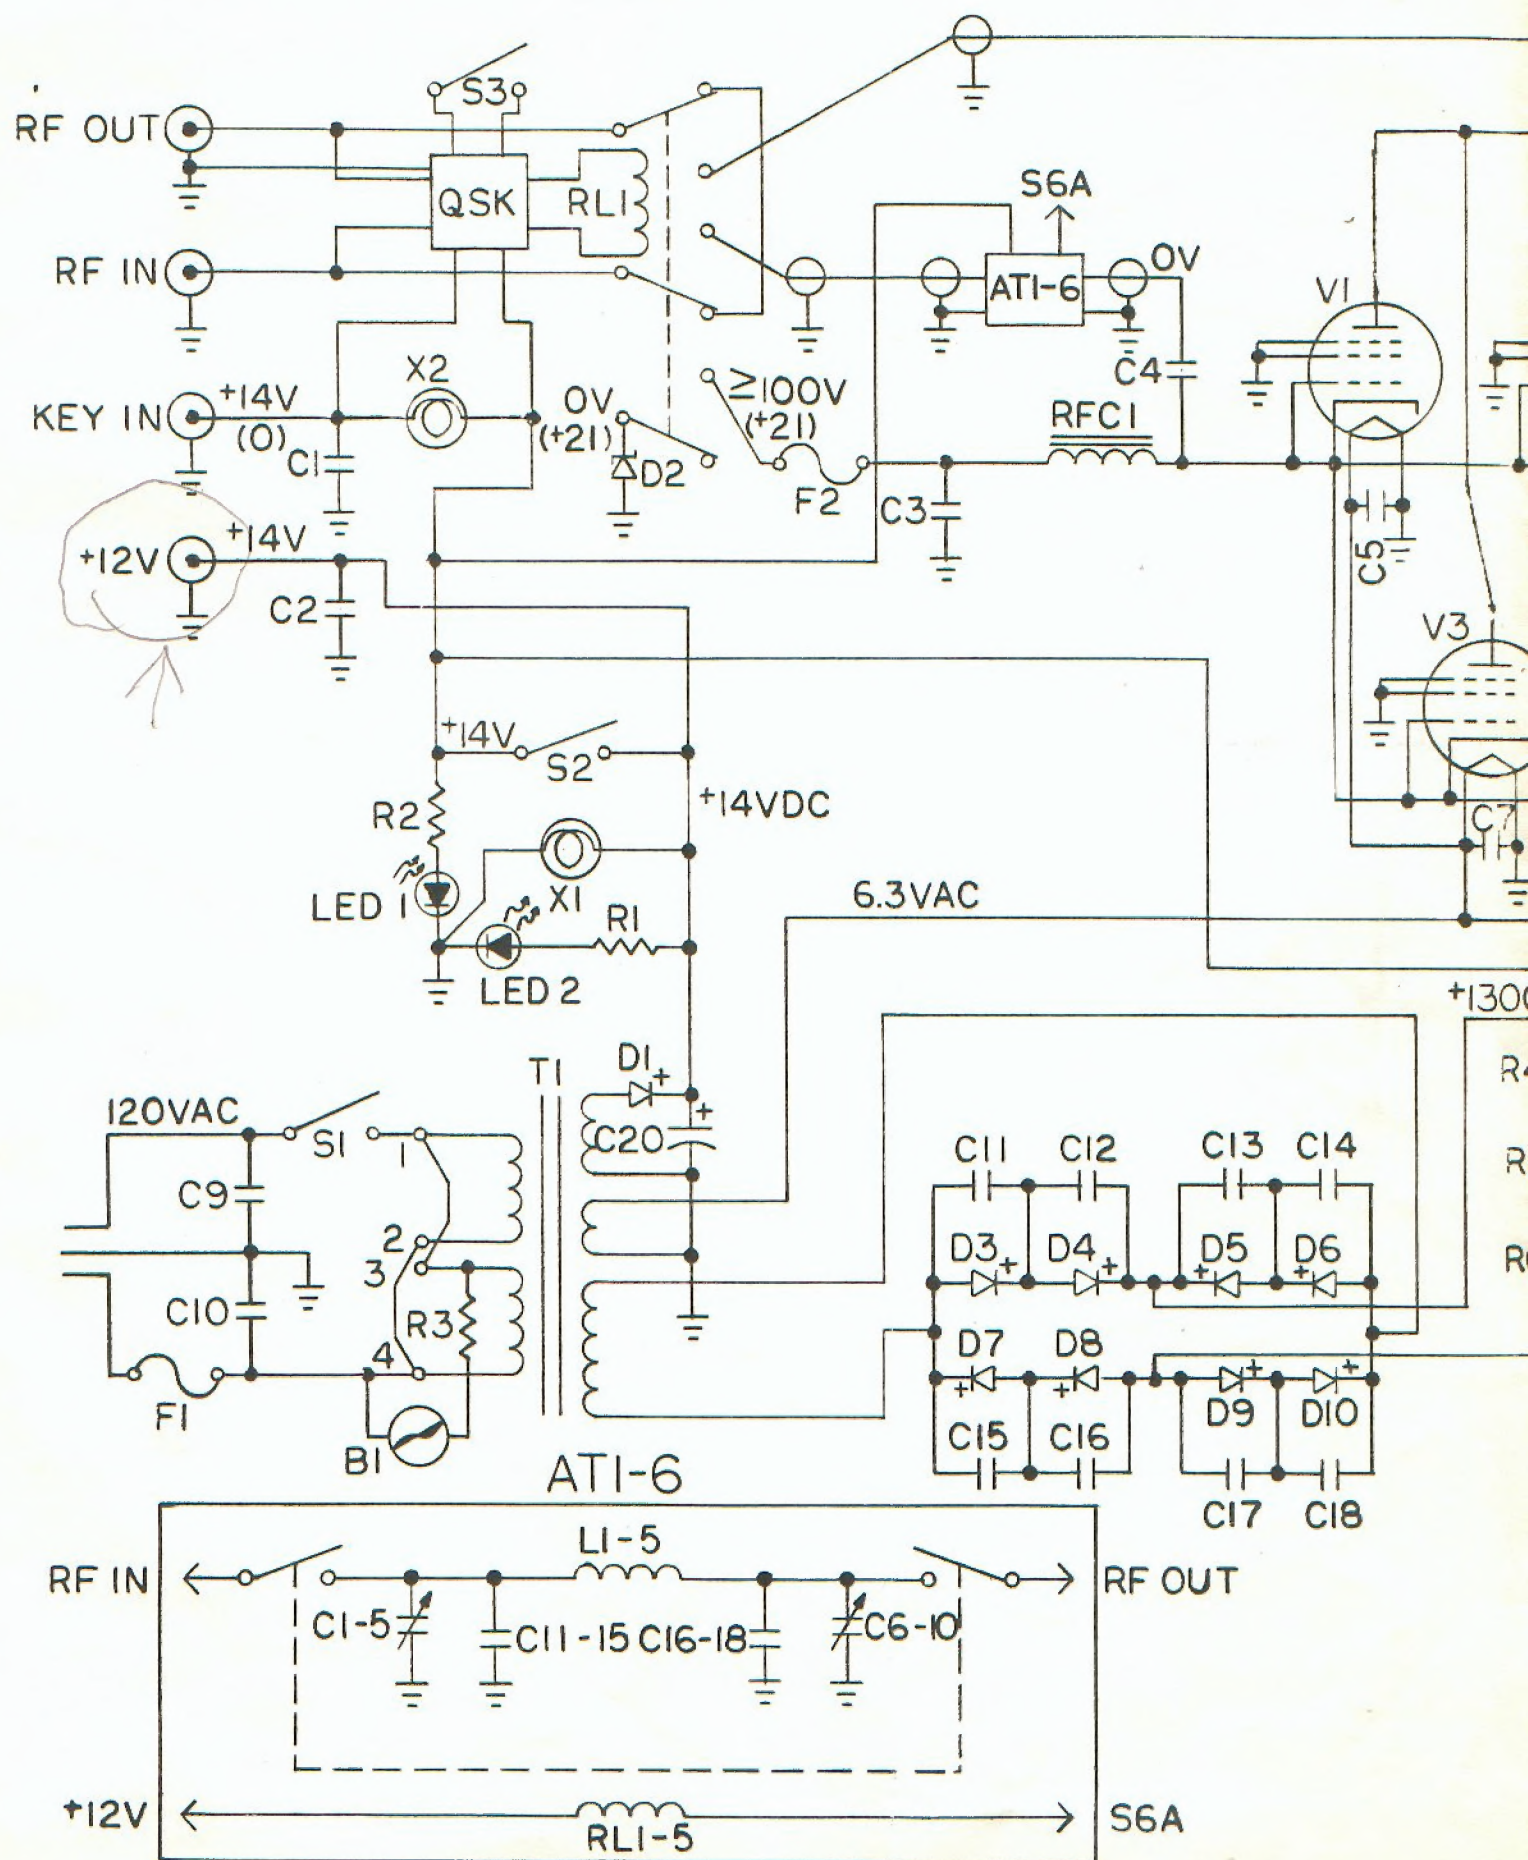 S3
RF OUT
QSK
RL1
S6A
RF IN
0V
AT1-6
V1
X2
KEY IN
+14V
(0)
C1
0V
(+21)
D2
≥100V
(+21)
F2
C4
RFC1
C3
C5
+12V
+14V
C2
V3
+14V
S2
R2
+14VDC
C7
LED 1
X1
R1
6.3VAC
LED 2
T1
D1
+
120VAC
S1
1
C20
+
C9
2
3
C10
R3
4
F1
B1
C11
C12
C13
C14
D3
+
D4
+
D5
+
D6
+
D7
+
D8
+
D9
+
D10
+
C15
C16
C17
C18
AT1-6
RF IN
L1-5
RF OUT
C1-5
C11-15
C16-18
C6-10
+12V
RL1-5
S6A